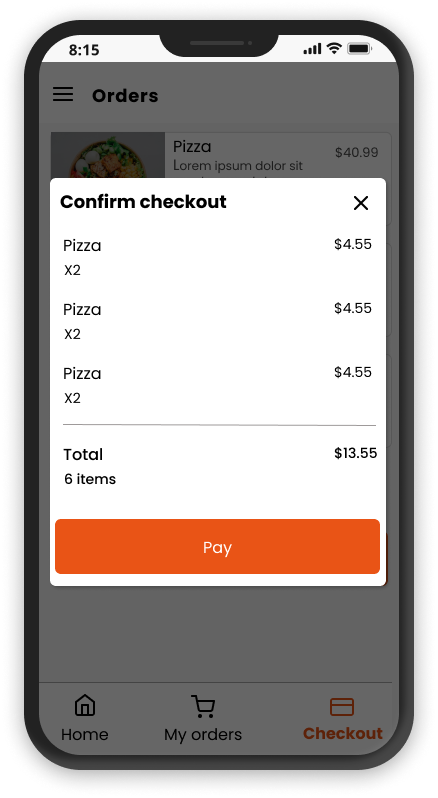 8:15
Orders
Pizza
$40.99
Lorem ipsum dolor sit
Confirm checkout
Pizza
$4.55
X2
Pizza
$4.55
X2
Pizza
$4.55
X2
Total
$13.55
6 items
Pay
Home
My orders
Checkout